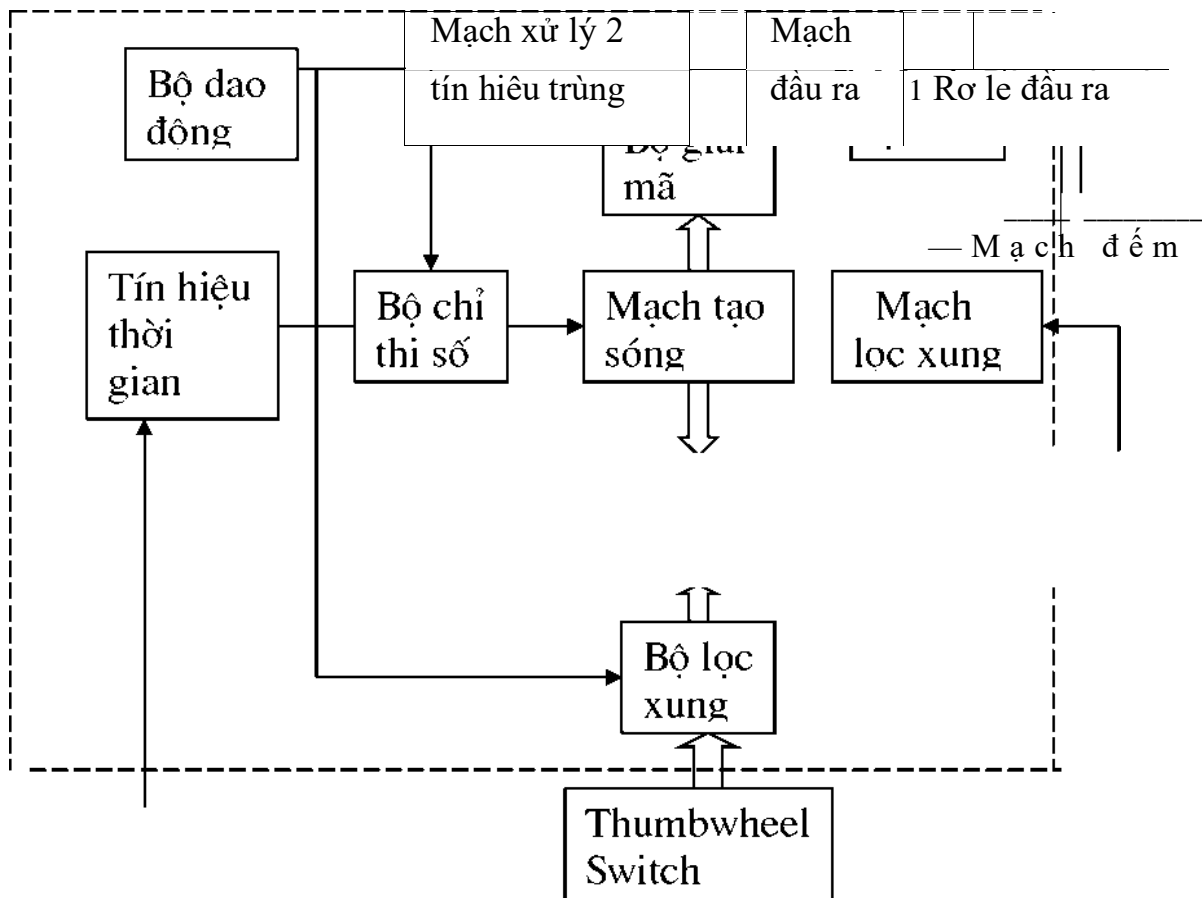 Mạch xử lý 2
tín hiêu trùng
Mạch
đầu ra
1 Rơ le đầu ra
Bộ dao
động
mã
— M ạ c h đ ế m
Tín hiệu
thời
gian
Bộ chỉ
thi số
Mạch tạo
sóng
Mạch
lọc xung
Bộ lọc
xung
Thumbwheel
Switch